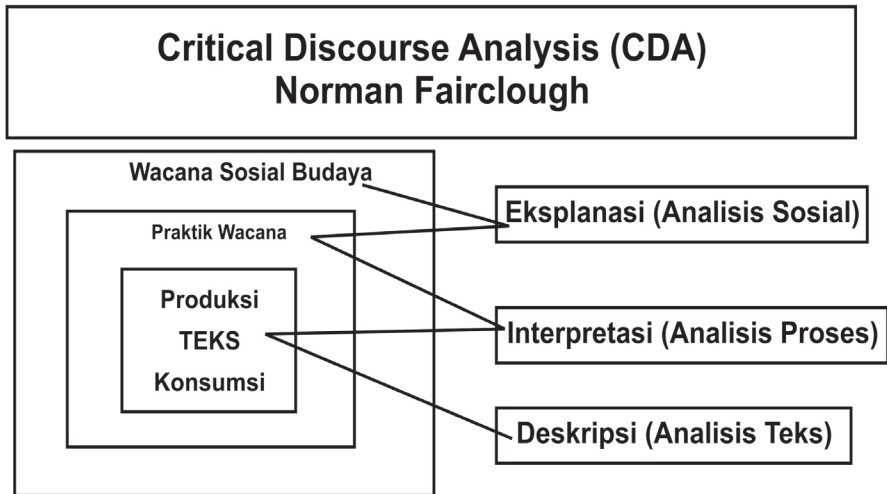 Critical Discourse Analysis (CDA)
Norman Fairclough
Wacana Sosial Budaya
Praktik Wacana
Produksi
TEKS
Konsumsi
Eksplanasi (Analisis Sosial)
Interpretasi (Analisis Proses)
Deskripsi (Analisis Teks)